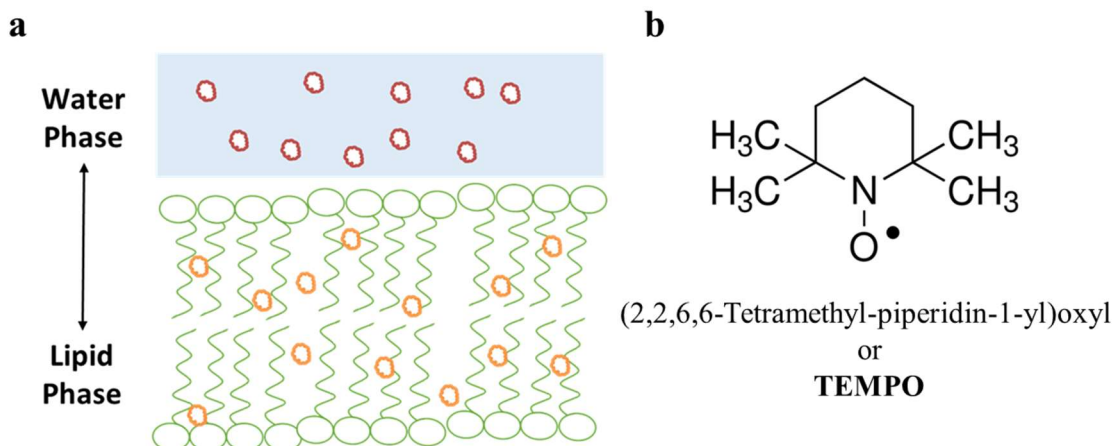 a
Water
Phase
Lipid
Phase
b
H3C
CH3
H3C
N
CH3
O•
(2,2,6,6-Tetramethyl-piperidin-1-yl)oxyl
or
TEMPO